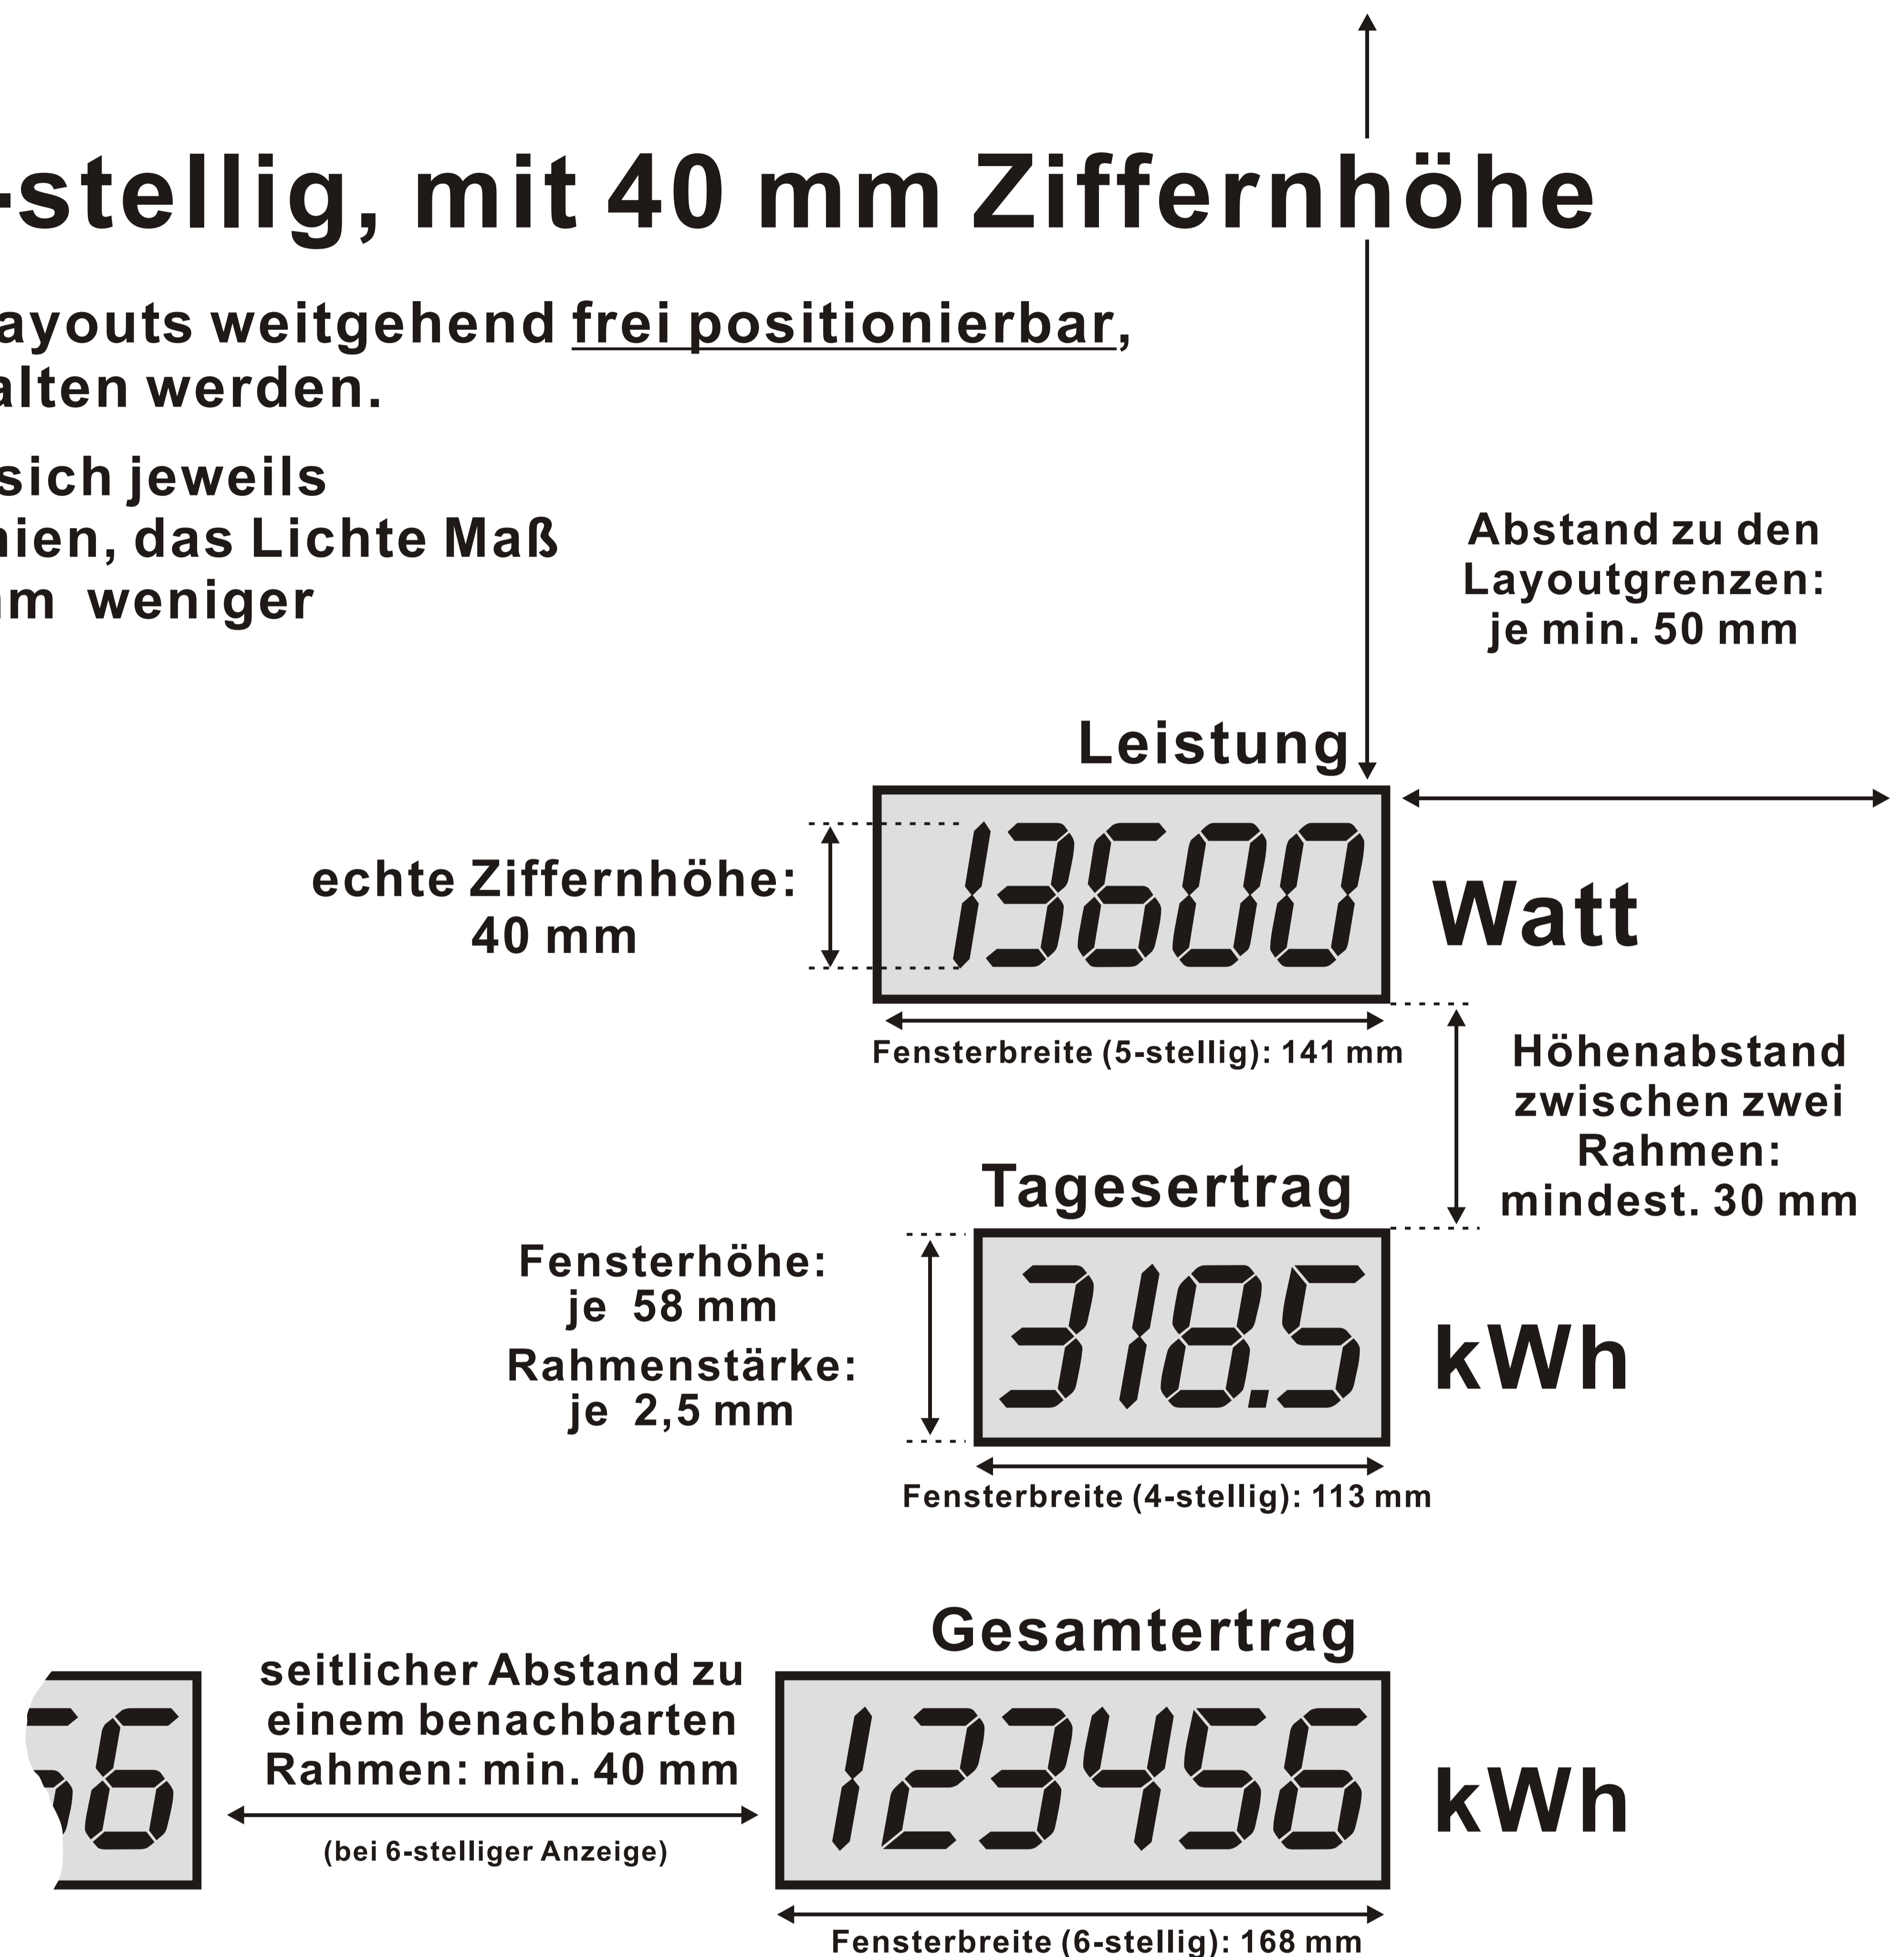 -stellig, mit 40 mm Ziffernhöhe
ayouts weitgehend frei positionierbar,
alten werden.
sich jeweils
nien, das Lichte Maß
m weniger
Abstand zu den
Layoutgrenzen:
je min. 50 mm
Leistung
13600
Watt
echte Ziffernhöhe:
40 mm
Fensterbreite (5-stellig): 141 mm
Höhenabstand
zwischen zwei
Rahmen:
mindest. 30 mm
Tagesertrag
318.5
kWh
Fensterhöhe:
je 58 mm
Rahmenstärke:
je 2,5 mm
Fensterbreite (4-stellig): 113 mm
Gesamtertrag
6
seitlicher Abstand zu
einem benachbarten
Rahmen: min. 40 mm
(bei 6-stelliger Anzeige)
123456
kWh
Fensterbreite (6-stellig): 168 mm